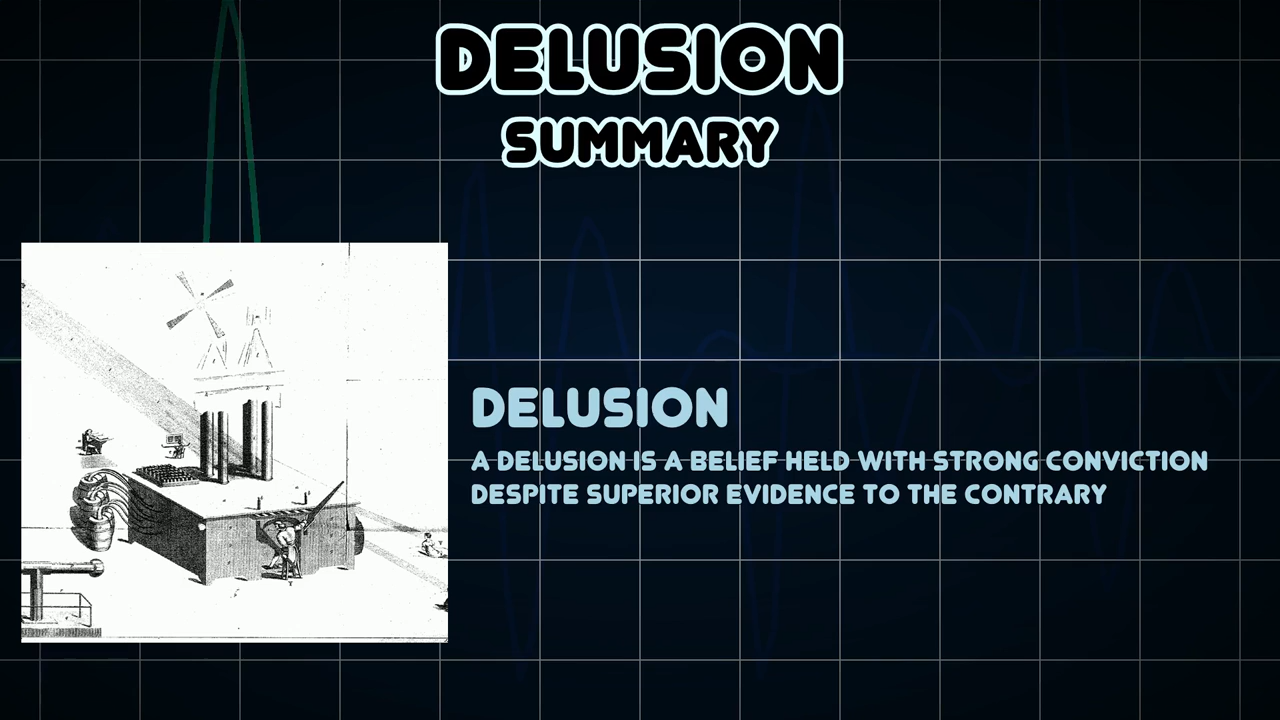 DELUSION
SUMMARY
DELUSION
A DELUSION IS A BELIEF HELD WITH STRONG CONVICTION
DESPITE SUPERIOR EVIDENCE TO THE CONTRARY